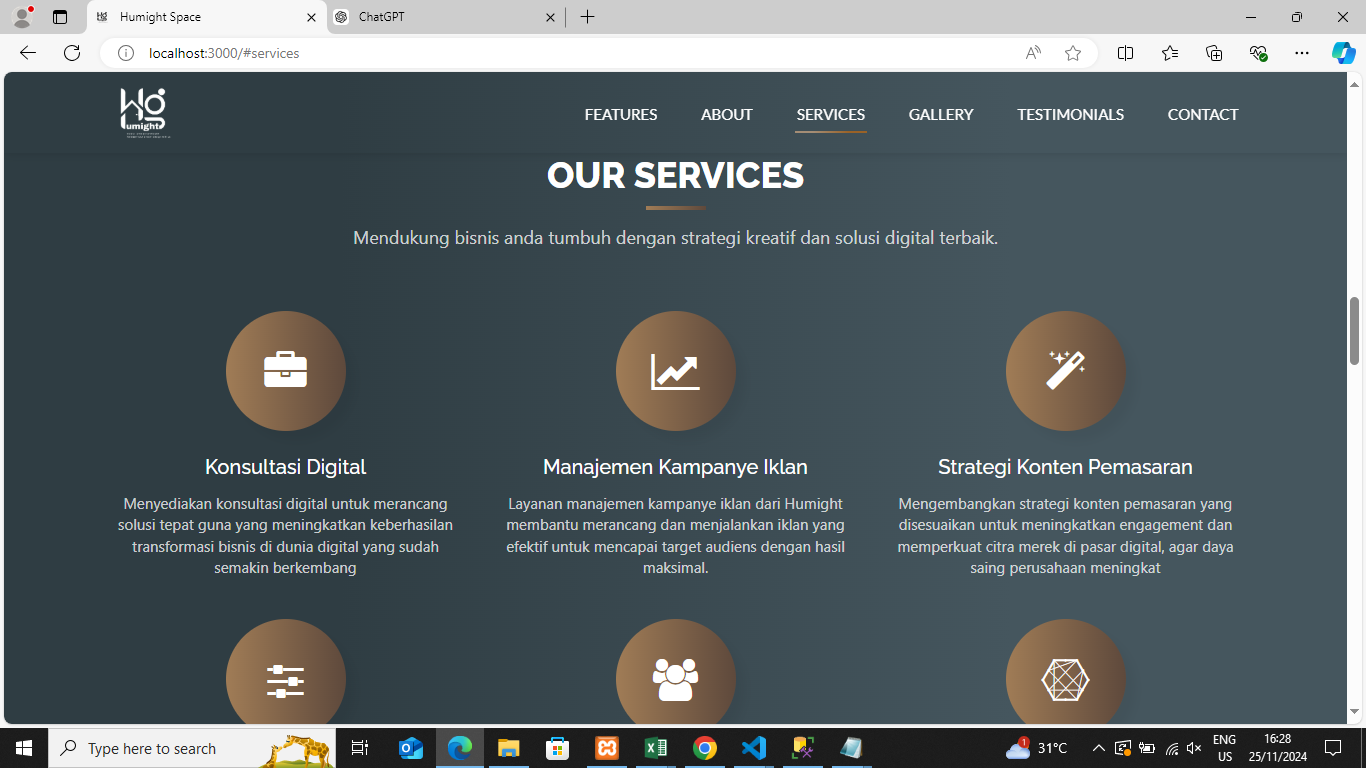 Humight Space
ChatGPT
localhost:3000/#services
umight
FEATURES ABOUT SERVICES GALLERY TESTIMONIALS CONTACT
OUR SERVICES
Mendukung bisnis anda tumbuh dengan strategi kreatif dan solusi digital terbaik.
Konsultasi Digital
Menyediakan konsultasi digital untuk merancang
solusi tepat guna yang meningkatkan keberhasilan
transformasi bisnis di dunia digital yang sudah
semakin berkembang
Manajemen Kampanye Iklan
Layanan manajemen kampanye iklan dari Humight
membantu merancang dan menjalankan iklan yang
efektif untuk mencapai target audiens dengan hasil
maksimal.
Strategi Konten Pemasaran
Mengembangkan strategi konten pemasaran yang
disesuaikan untuk meningkatkan engagement dan
memperkuat citra merek di pasar digital, agar daya
saing perusahaan meningkat
Type here to search
1
31°C
ENG
US
16:28
25/11/2024